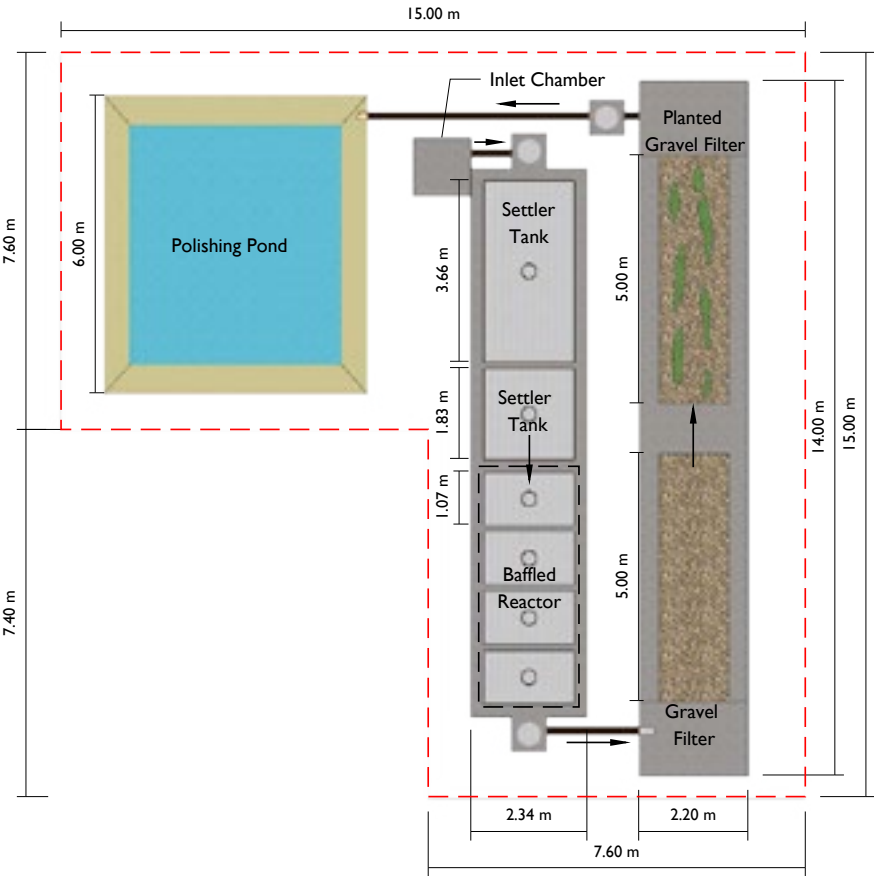 15.00 m
Inlet Chamber
Planted
Gravel Filter
Settler
Tank
Polishing Pond
7.60 m
6.00 m
3.66 m
5.00 m
Settler
Tank
1.83 m
14.00 m
15.00 m
1.07 m
Baffled
Reactor
5.00 m
7.40 m
Gravel
Filter
2.34 m
2.20 m
7.60 m